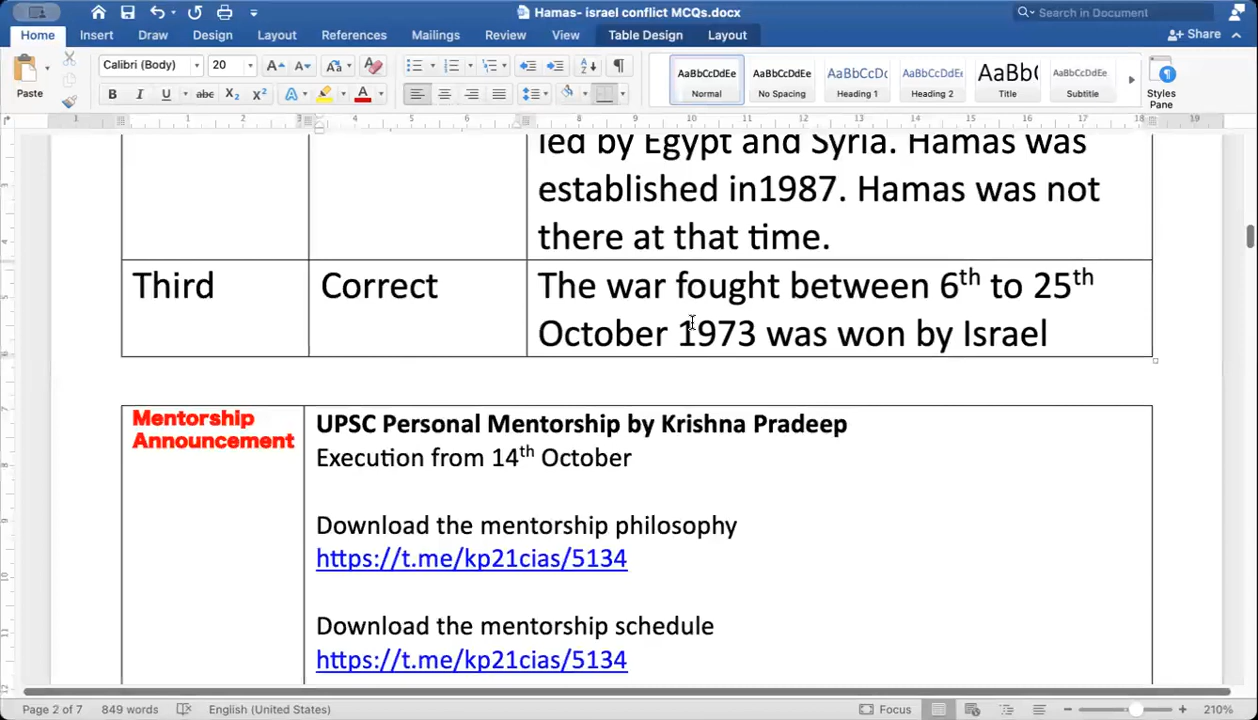 Hamas- israel conflict MCQs.docx
Search in Document
Home Insert Draw Design Layout References Mailings Review View Table Design Layout
Share
Calibri (Body) 20
Paste
AaBbCcDdEe AaBbCcDdEe AaBbCcDc AaBbCcDdEe AaBb( AaBbCcDdEe
Normal No Spacing Heading 1 Heading 2 Title Subtitle
Styles
Pane
led by Egypt and Syria. Hamas was
established in1987. Hamas was not
there at that time.
Third Correct The war fought between 6th to 25th
October 1973 was won by Israel
Mentorship
Announcement
UPSC Personal Mentorship by Krishna Pradeep
Execution from 14th October
Download the mentorship philosophy
https://t.me/kp21cias/5134
Download the mentorship schedule
https://t.me/kp21cias/5134
Page 2 of 7 849 words English (United States) Focus 210%